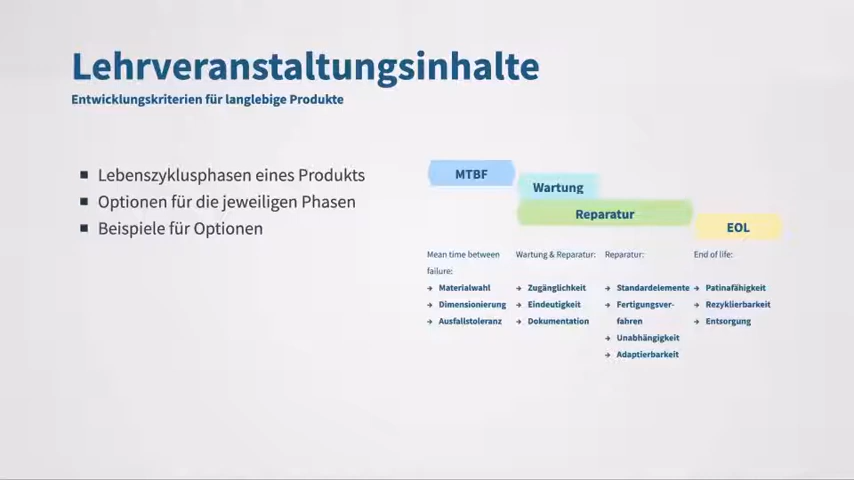 Lehrveranstaltungsinhalte
Entwicklungskriterien für langlebige Produkte
■ Lebenszyklusphasen eines Produkts
■ Optionen für die jeweiligen Phasen
■ Beispiele für Optionen
MTBF
Wartung
Reparatur
EOL
Mean time between
failure:
→ Materialwahl
→ Dimensionierung
→ Ausfallstoleranz
Wartung & Reparatur:
→ Zugänglichkeit
→ Eindeutigkeit
→ Dokumentation
Reparatur:
→ Standardelemente
→ Fertigungsver-
fahren
→ Unabhängigkeit
→ Adaptierbarkeit
End of life:
→ Patinafähigkeit
→ Rezyklierbarkeit
→ Entsorgung